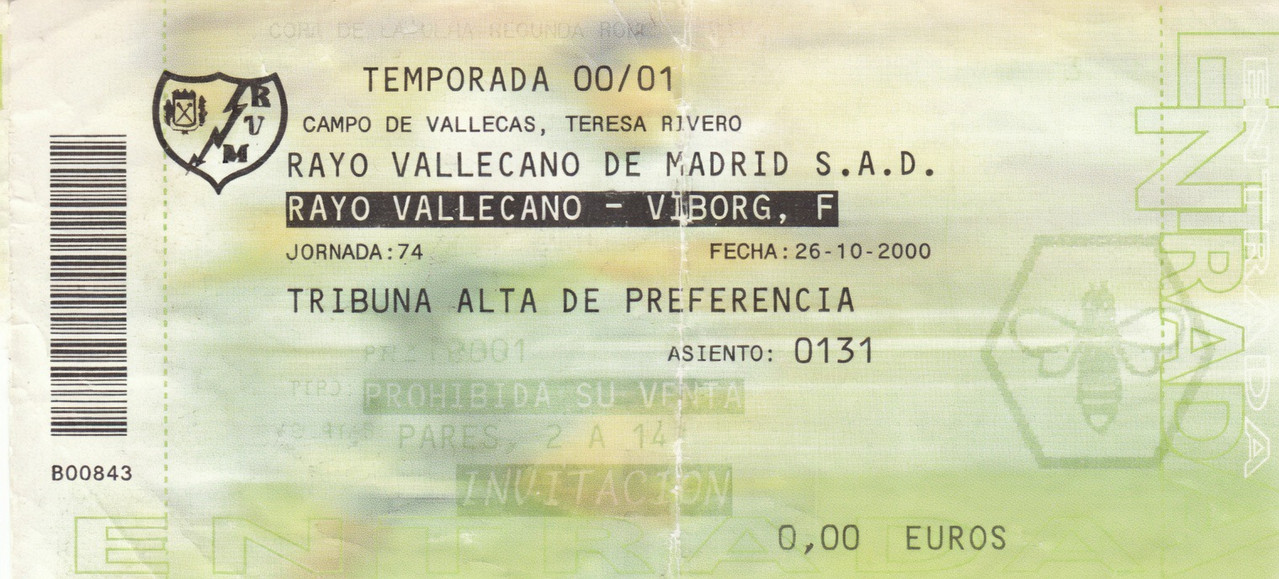 TEMPORADA 00/01
RVM
CAMPO DE VALLECAS, TERESA RIVERO
RAYO VALLECANO DE MADRID S.A.D.
RAYO VALLECANO - VIBORG, F
JORNADA:74 FECHA:26-10-2000
TRIBUNA ALTA DE PREFERENCIA
0001 ASIENTO: 0131
PROHIBIDA SU VENTA
PARES, 2 A 14
B00843
INVITACION
0,00 EUROS
ENTRADA
ENTRADA
ENTRADA